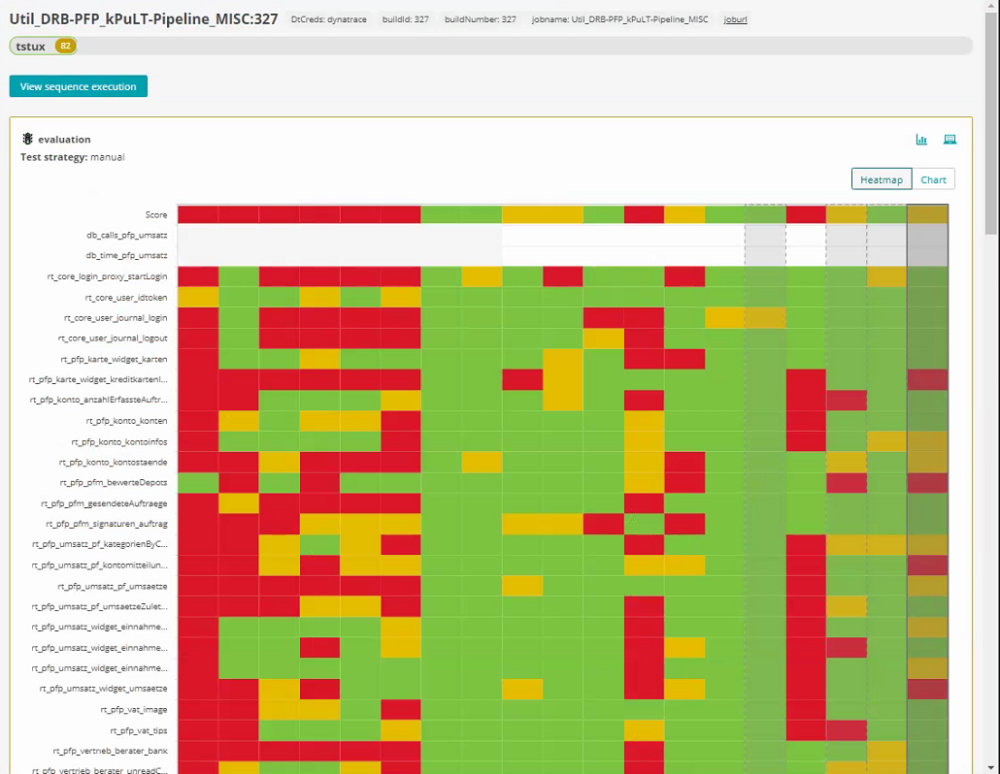 Util_DRB-PFP_kPuLT-Pipeline_MISC:327 DtCreds: dynatrace buildId: 327 buildNumber: 327 jobname: Util_DRB-PFP_kPuLT-Pipeline_MISC joburl
tstux 82
View sequence execution
evaluation
Test strategy: manual
Heatmap Chart
Score
db_calls_pfp_umsatz
db_time_pfp_umsatz
rt_core_login_proxy_startLogin
rt_core_user_idtoken
rt_core_user_journal_login
rt_core_user_journal_logout
rt_pfp_karte_widget_karten
rt_pfp_karte_widget_kreditkartenI...
rt_pfp_konto_anzahlErfassteAuftr...
rt_pfp_konto_konten
rt_pfp_konto_kontoinfos
rt_pfp_konto_kontostaende
rt_pfp_pfm_bewerteDepots
rt_pfp_pfm_gesendeteAuftraege
rt_pfp_pfm_signaturen_auftrag
rt_pfp_umsatz_pf_kategorienByC...
rt_pfp_umsatz_pf_kontomitteilun...
rt_pfp_umsatz_pf_umsaetze
rt_pfp_umsatz_pf_umsaetzeZulet...
rt_pfp_umsatz_widget_einnahme...
rt_pfp_umsatz_widget_einnahme...
rt_pfp_umsatz_widget_einnahme...
rt_pfp_umsatz_widget_umsaetze
rt_pfp_vat_image
rt_pfp_vat_tips
rt_pfp_vertrieb_berater_bank
rt_pfp_vertrieb_berater_unreadC...